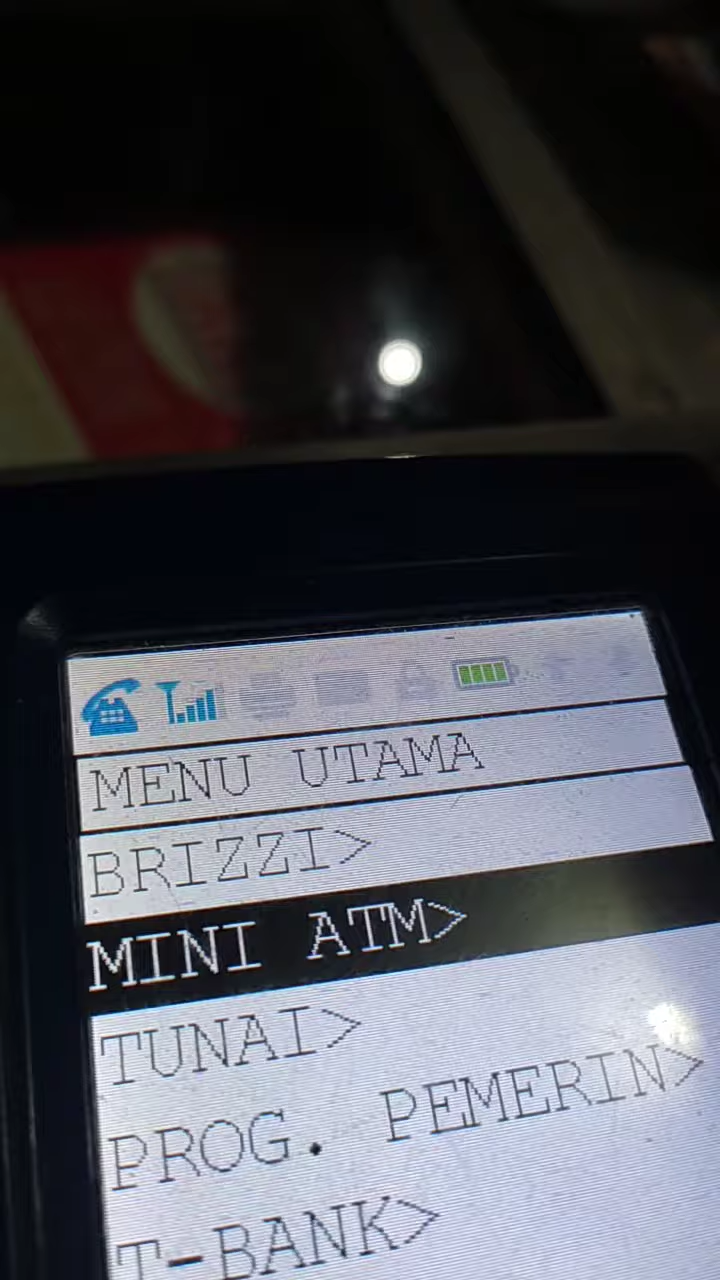 MENU UTAMA
BRIZZI>
MINI ATM>
TUNAI>
PROG. PEMERIN>
T-BANK>